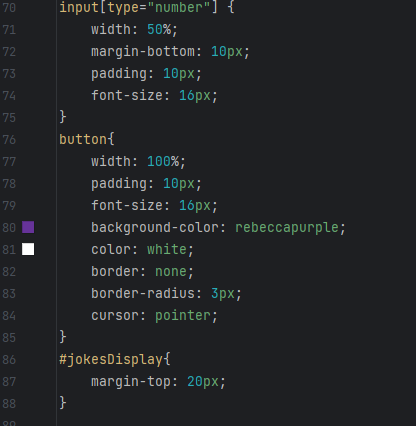 70 input[type="number"] {
71 width: 50%;
72 margin-bottom: 10px;
73 padding: 10px;
74 font-size: 16px;
75 }
76 button{
77 width: 100%;
78 padding: 10px;
79 font-size: 16px;
80 background-color: rebeccapurple;
81 color: white;
82 border: none;
83 border-radius: 3px;
84 cursor: pointer;
85 }
86 #jokesDisplay{
87 margin-top: 20px;
88 }
89